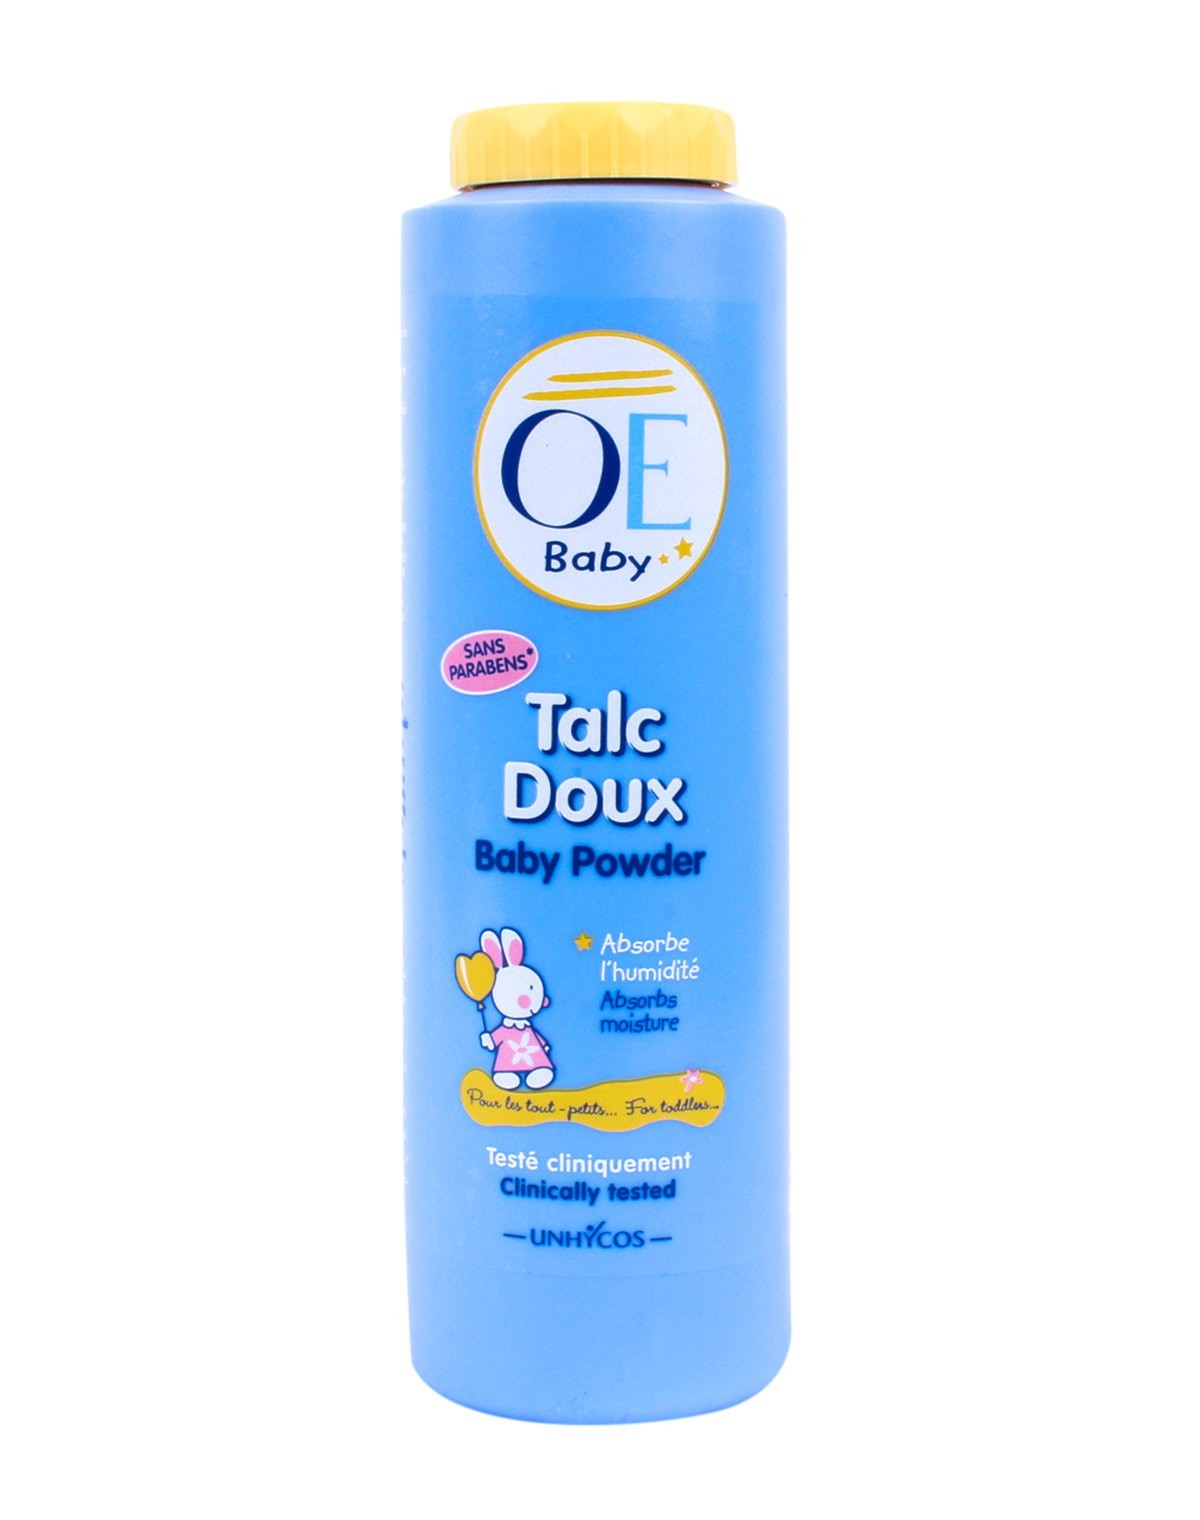 OE
Baby
SANS
PARABENS*
Talc
Doux
Baby Powder
Absorbe
l'humidité
Absorbs
moisture
Pour les tout-petits... For toddlers...
Testé cliniquement
Clinically tested
UNHYCOS